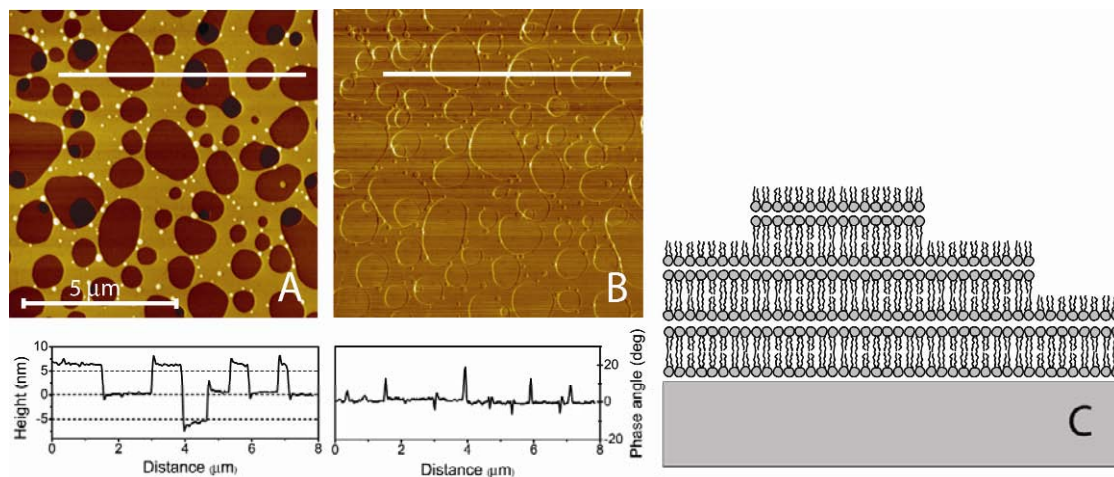 A
5 μm
B
C
Height (nm)
10
5
0
-5
0 2 4 6 8
Distance (μm)
20
0
-20
Phase angle (deg)
0 2 4 6 8
Distance (μm)